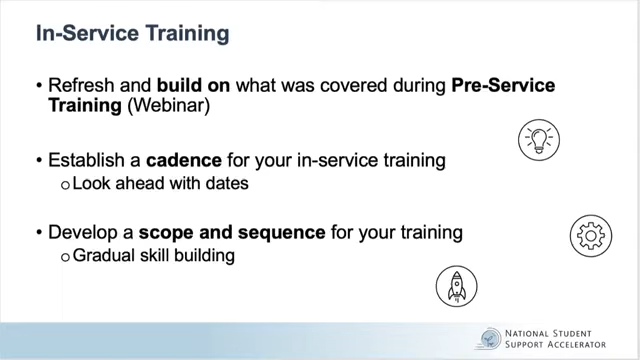 In-Service Training
• Refresh and build on what was covered during Pre-Service
Training (Webinar)
• Establish a cadence for your in-service training
o Look ahead with dates
• Develop a scope and sequence for your training
o Gradual skill building
NATIONAL STUDENT
SUPPORT ACCELERATOR